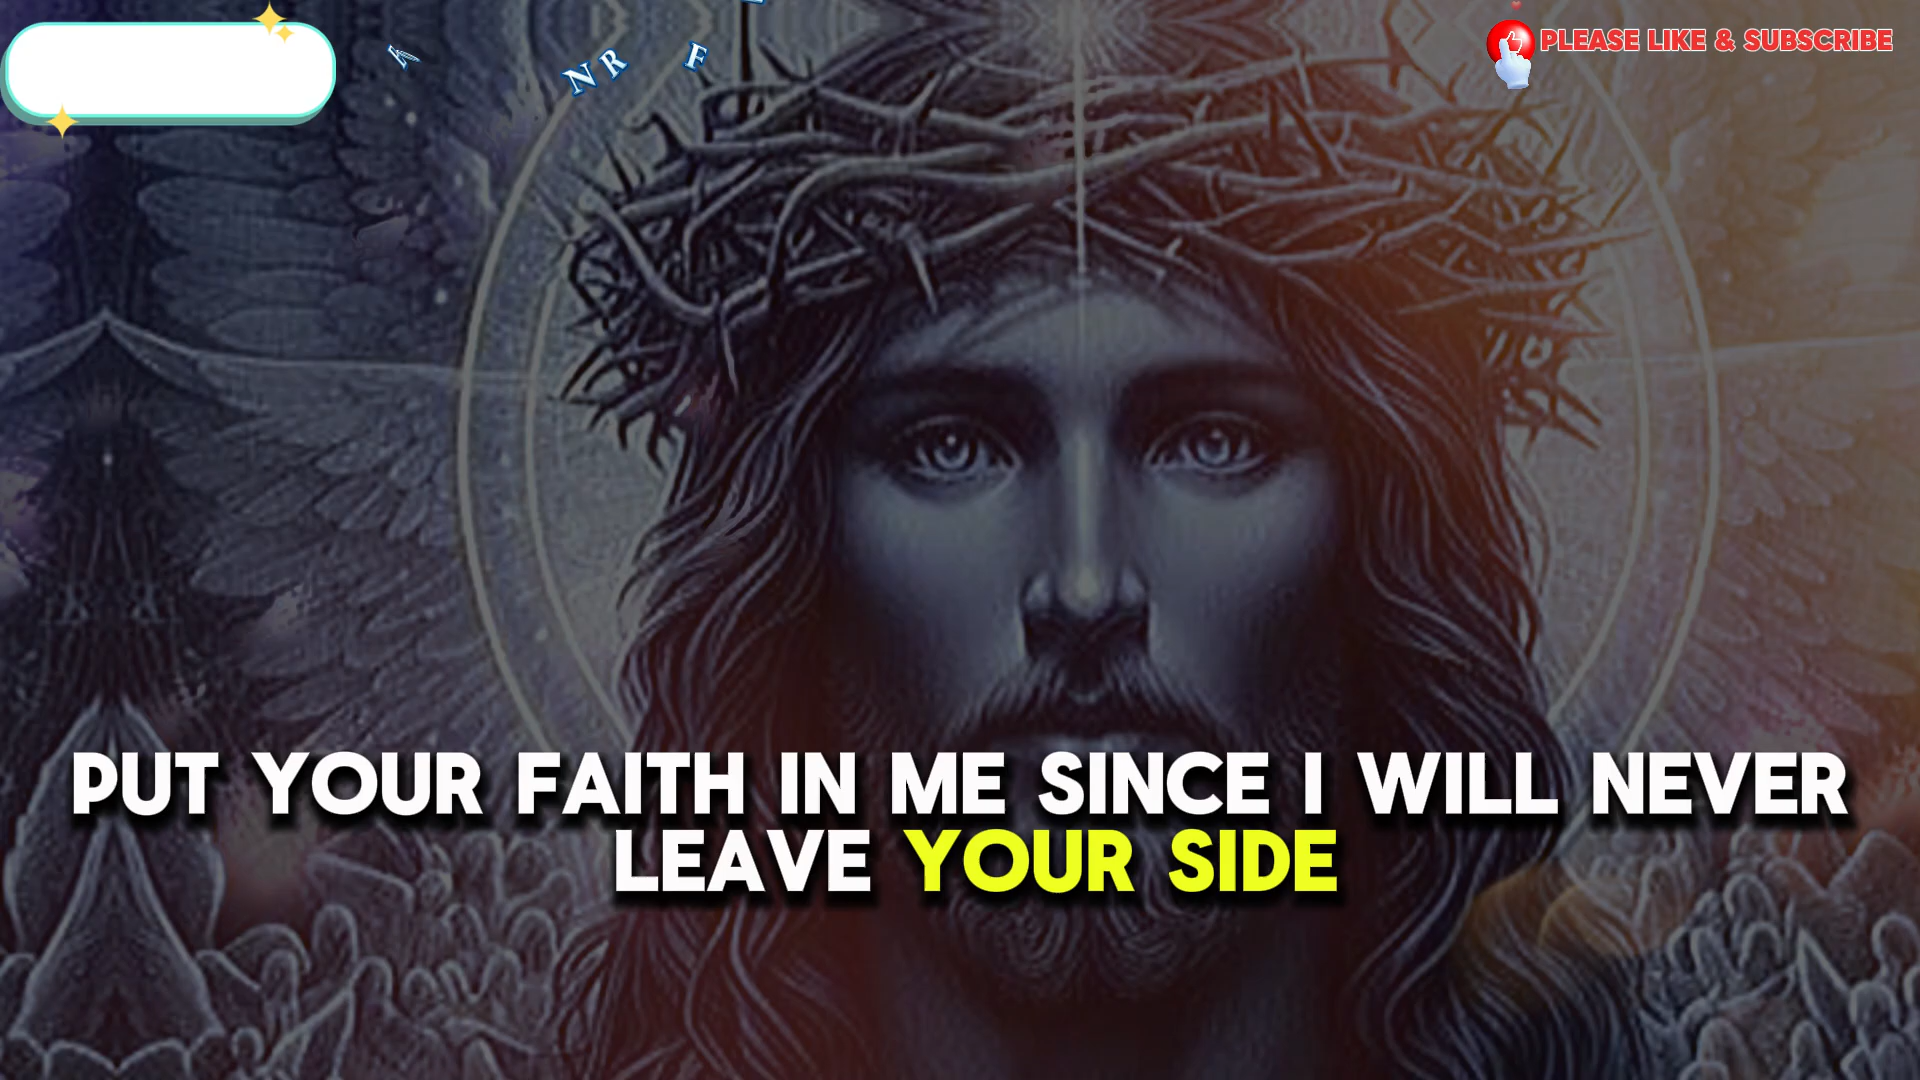 PLEASE LIKE & SUBSCRIBE
N R F
PUT YOUR FAITH IN ME SINCE I WILL NEVER
LEAVE YOUR SIDE